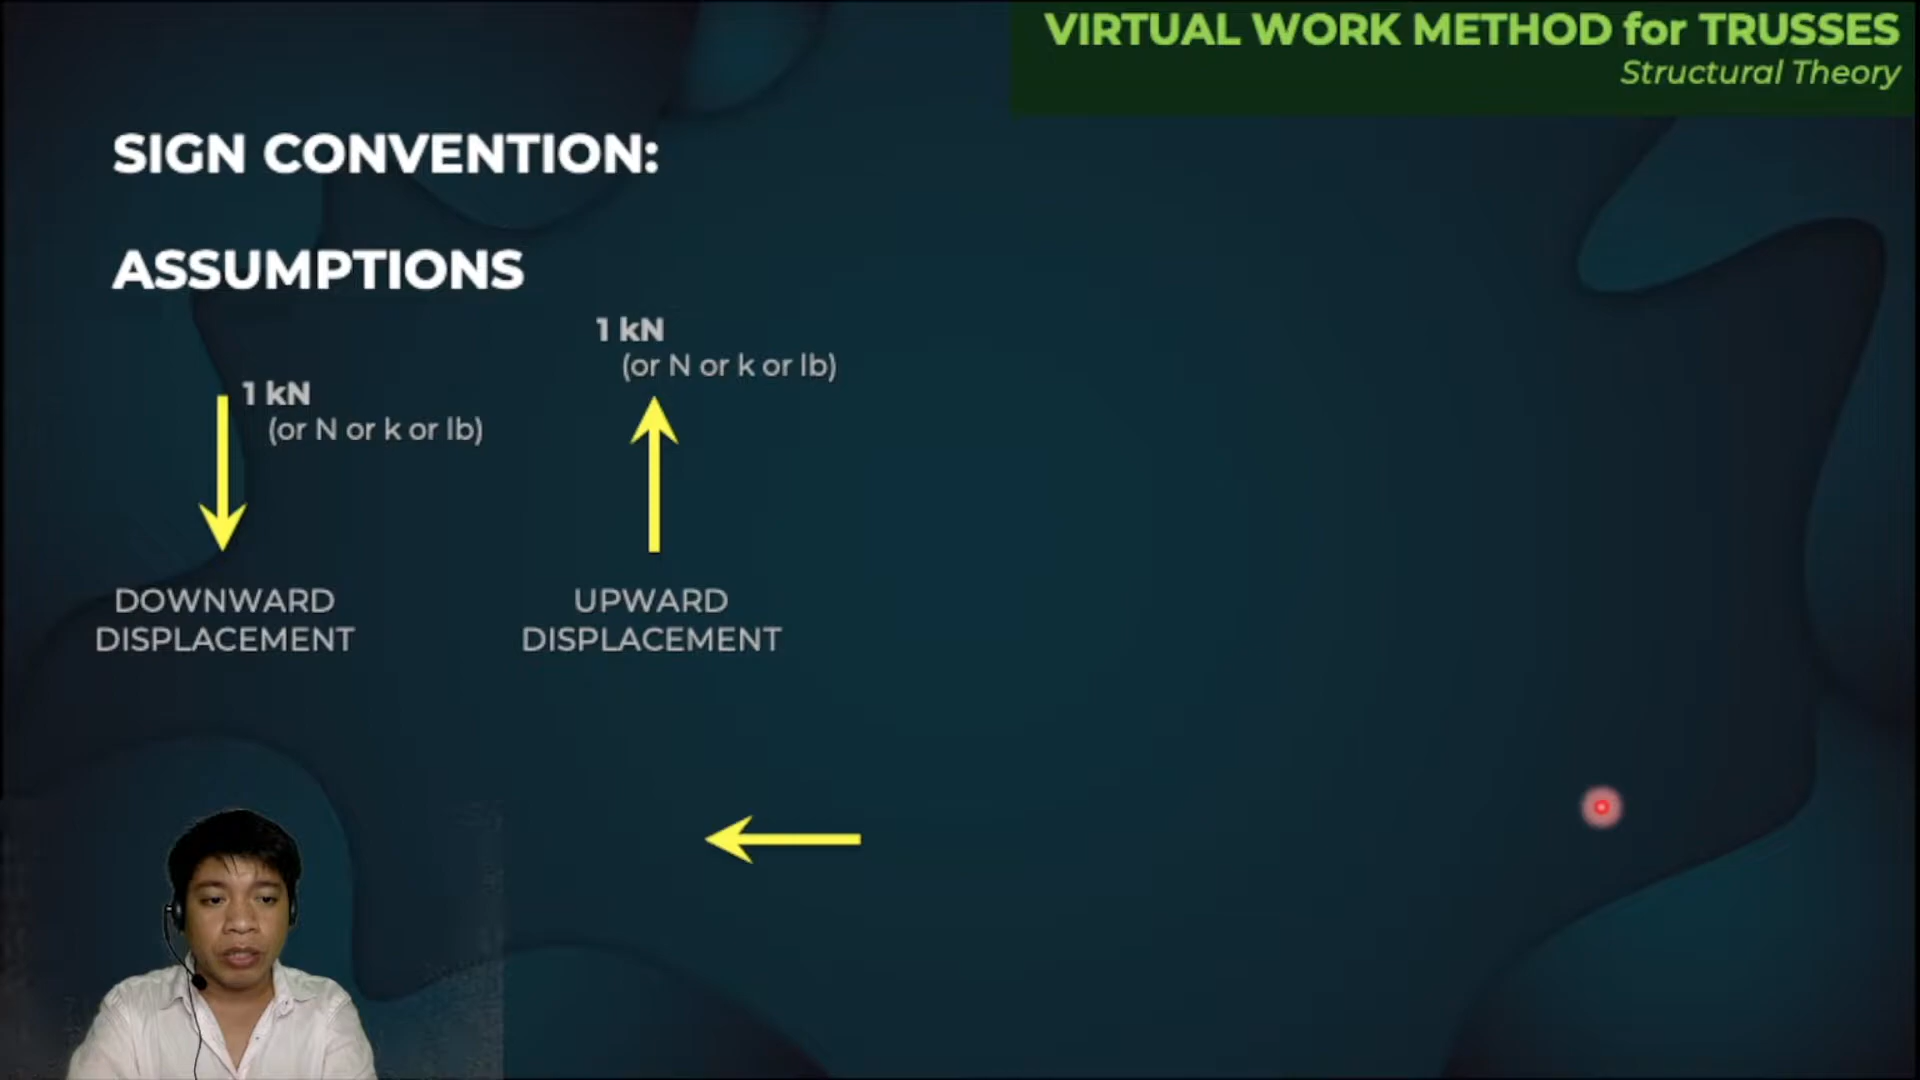 VIRTUAL WORK METHOD for TRUSSES
Structural Theory
SIGN CONVENTION:
ASSUMPTIONS
1 kN
(or N or k or lb)
DOWNWARD
DISPLACEMENT
1 kN
(or N or k or lb)
UPWARD
DISPLACEMENT